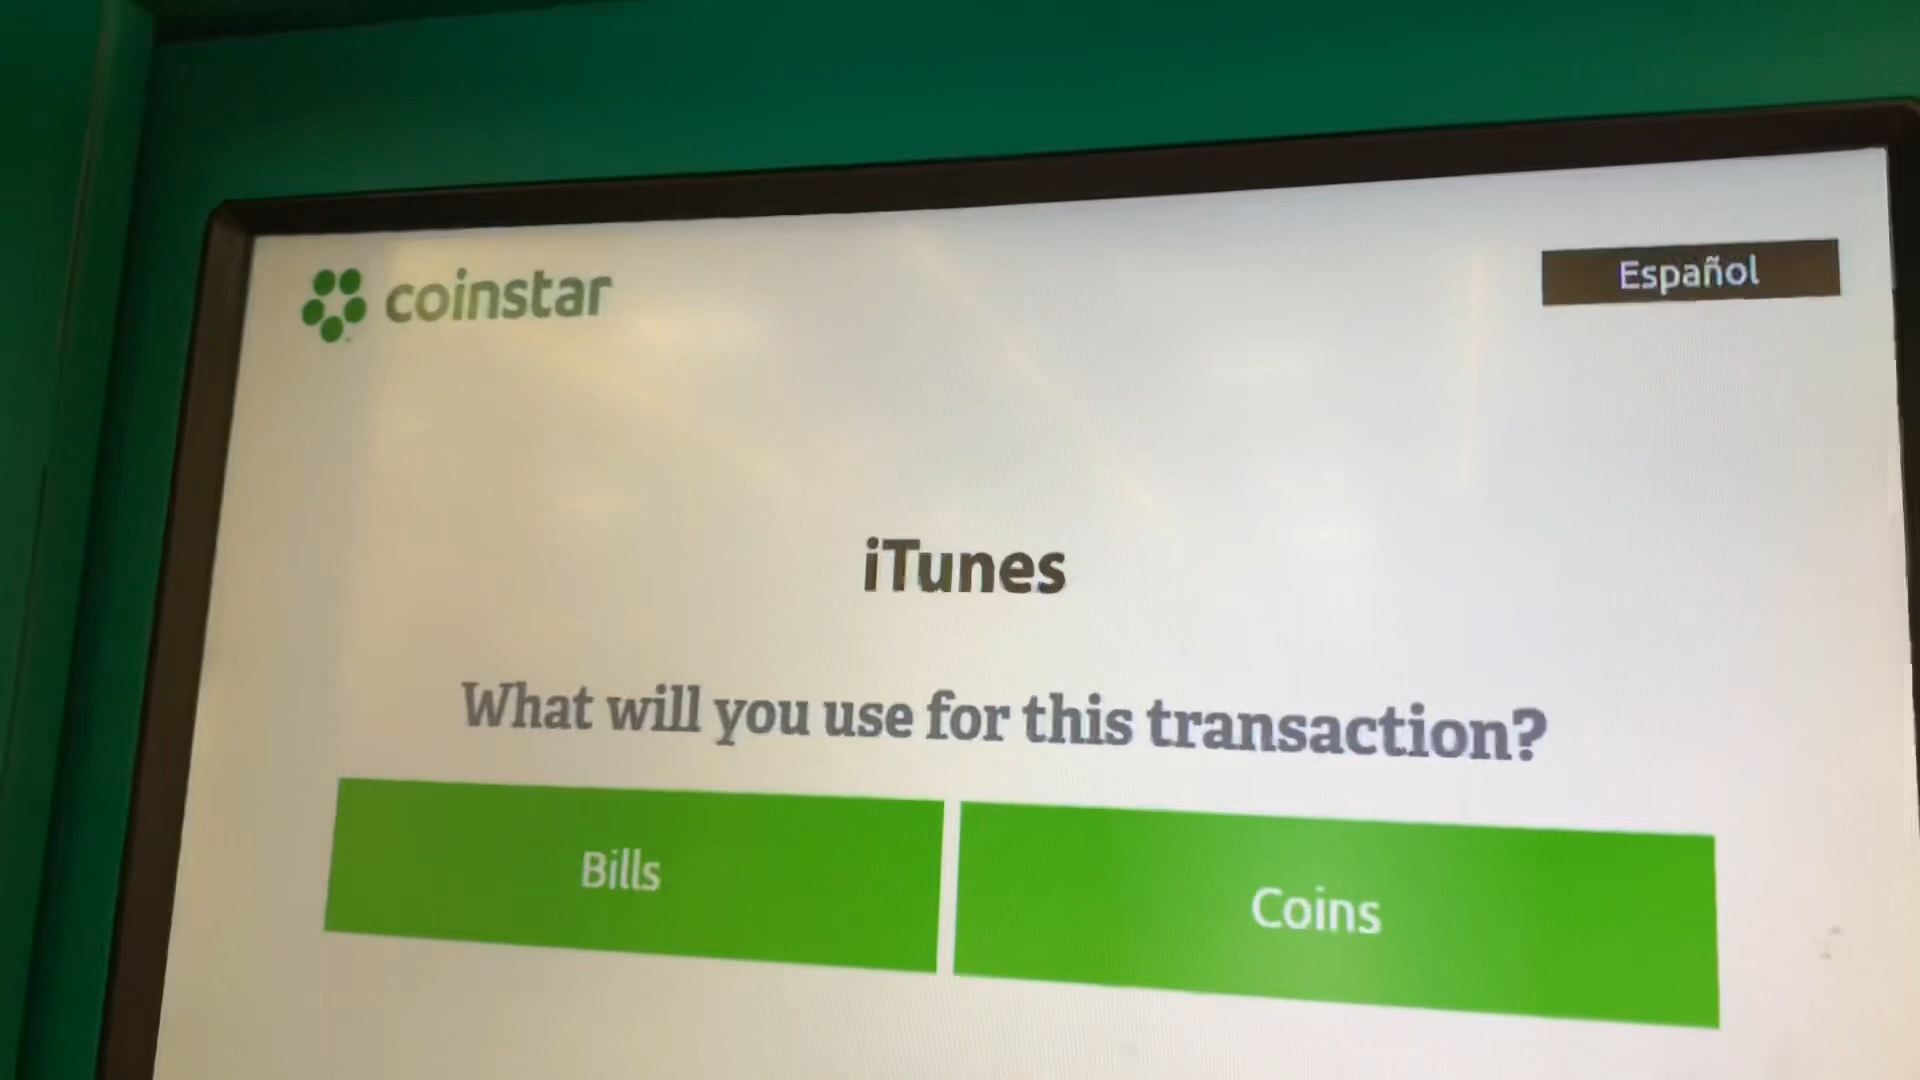 coinstar
Español
iTunes
What will you use for this transaction?
Bills
Coins